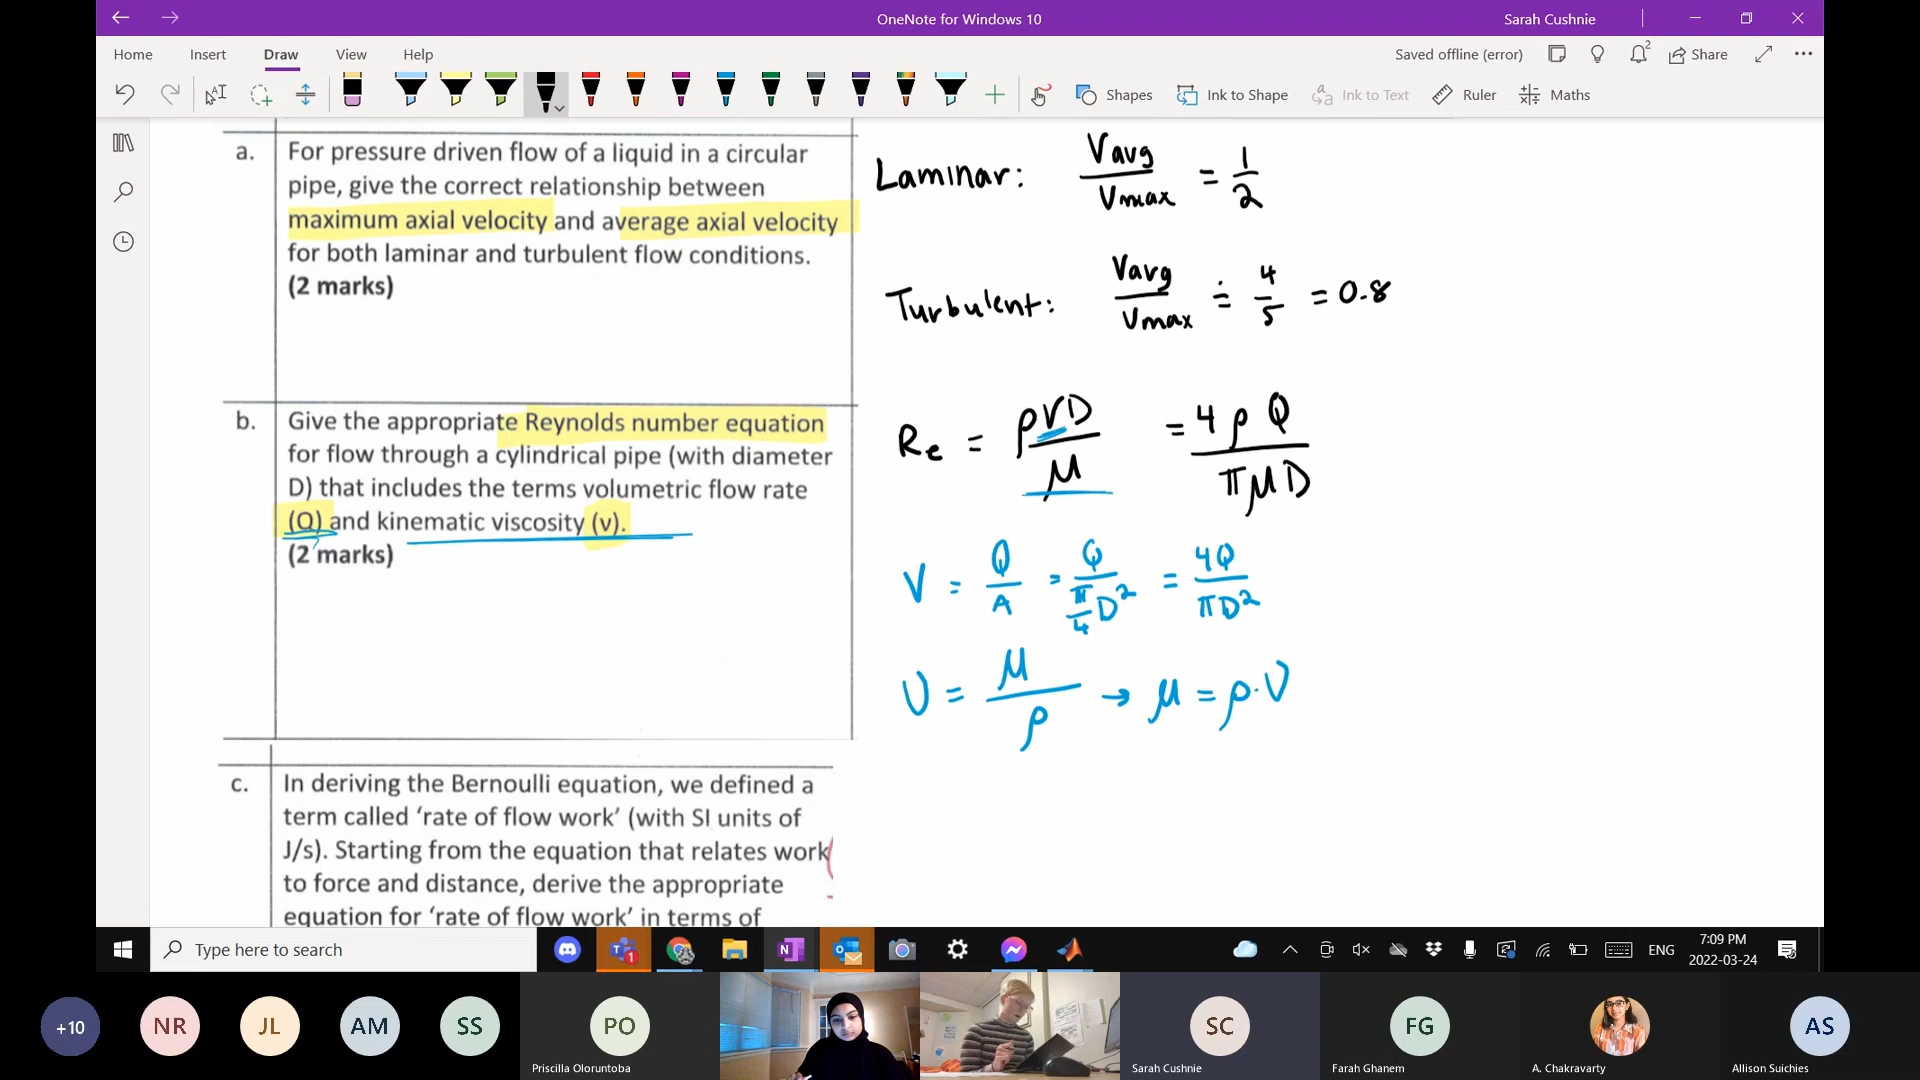 OneNote for Windows 10
Sarah Cushnie
Home Insert Draw View Help
Saved offline (error)
2
Share
Shapes
Ink to Shape
Ink to Text
Ruler
Maths
a. For pressure driven flow of a liquid in a circular
pipe, give the correct relationship between
maximum axial velocity and average axial velocity
for both laminar and turbulent flow conditions.
(2 marks)
Laminar: Vavg/Vmax = 1/2
Turbulent: Vavg/Vmax ≐ 4/5 = 0.8
b. Give the appropriate Reynolds number equation
for flow through a cylindrical pipe (with diameter
D) that includes the terms volumetric flow rate
(Q) and kinematic viscosity (v).
(2 marks)
Re = ρVD/μ = 4ρQ/πμD
V = Q/A = Q/(π/4 D²) = 4Q/πD²
ν = μ/ρ → μ = ρ·ν
c. In deriving the Bernoulli equation, we defined a
term called ‘rate of flow work’ (with SI units of
J/s). Starting from the equation that relates work
to force and distance, derive the appropriate
equation for ‘rate of flow work’ in terms of
Type here to search
1
ENG
7:09 PM
2022-03-24
+10
NR
JL
AM
SS
PO
Priscilla Oloruntoba
SC
Sarah Cushnie
FG
Farah Ghanem
A. Chakravarty
AS
Allison Suichies